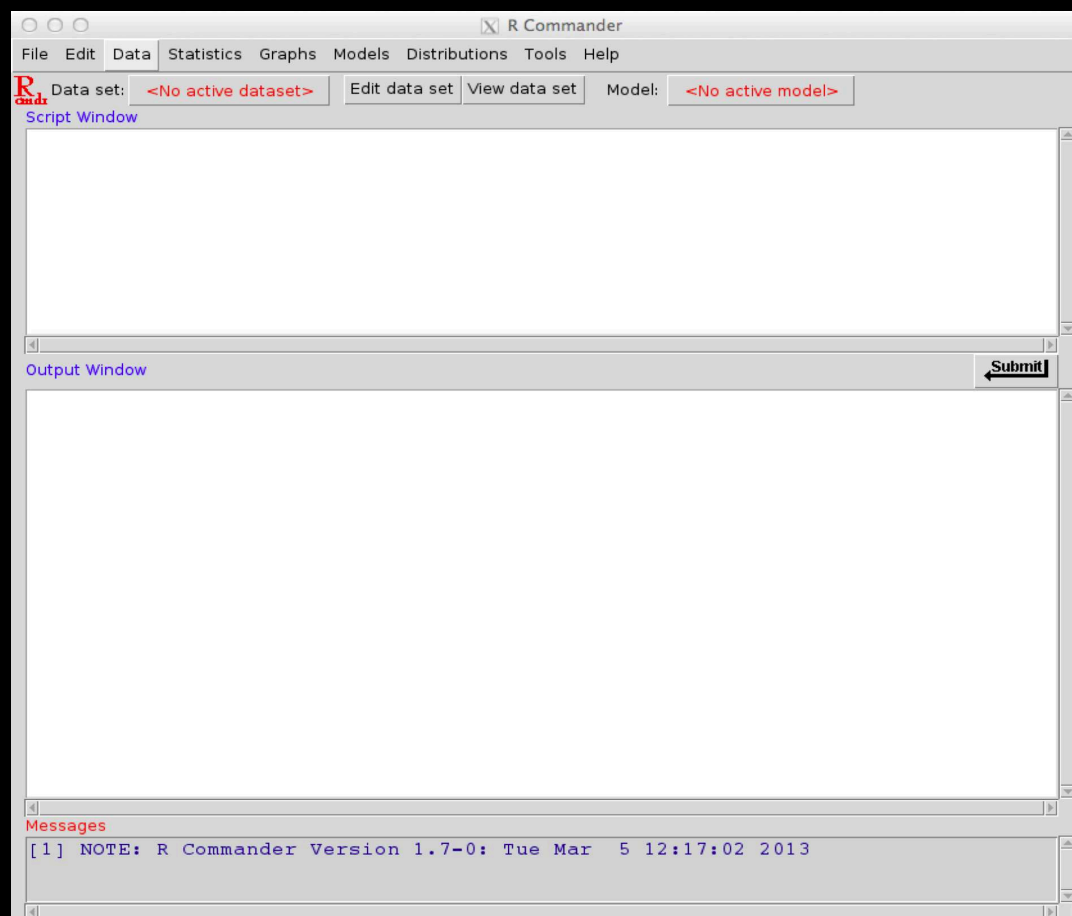 R Commander
File Edit Data Statistics Graphs Models Distributions Tools Help
R cmdr Data set: <No active dataset> Edit data set View data set Model: <No active model>
Script Window
Output Window Submit
Messages
[1] NOTE: R Commander Version 1.7-0: Tue Mar  5 12:17:02 2013